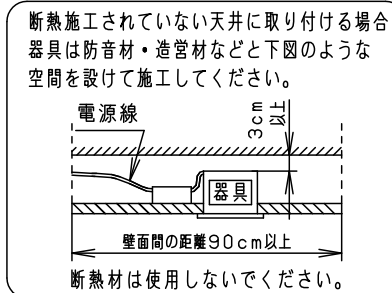 断熱施工されていない天井に取り付ける場合
器具は防音材・造営材などと下図のような
空間を設けて施工してください。
電源線
3cm
以上
器具
壁面間の距離90cm以上
断熱材は使用しないでください。